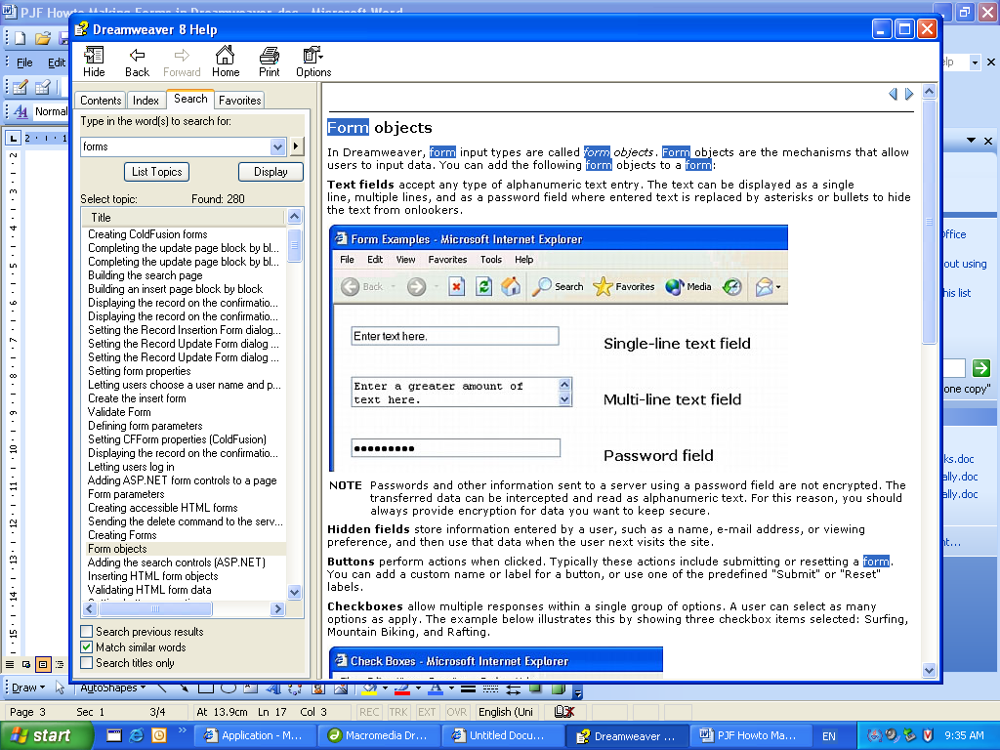 PJF Howto Making Forms in Dreamweaver.doc - Microsoft Word
Dreamweaver 8 Help
File Edit
Hide Back Forward Home Print Options
Normal
Contents Index Search Favorites
Type in the word(s) to search for:
forms
List Topics Display
Select topic: Found: 280
Title
Creating ColdFusion forms
Completing the update page block by bl...
Completing the update page block by bl...
Building the search page
Building an insert page block by block
Displaying the record on the confirmatio...
Displaying the record on the confirmatio...
Setting the Record Insertion Form dialog...
Setting the Record Update Form dialog ...
Setting the Record Update Form dialog ...
Setting form properties
Letting users choose a user name and p...
Create the insert form
Validate Form
Defining form parameters
Setting CFForm properties (ColdFusion)
Displaying the record on the confirmatio...
Letting users log in
Adding ASP.NET form controls to a page
Form parameters
Creating accessible HTML forms
Sending the delete command to the serv...
Creating Forms
Form objects
Adding the search controls (ASP.NET)
Inserting HTML form objects
Validating HTML form data
Search previous results
Match similar words
Search titles only
Form objects
In Dreamweaver, form input types are called form objects. Form objects are the mechanisms that allow
users to input data. You can add the following form objects to a form:
Text fields accept any type of alphanumeric text entry. The text can be displayed as a single
line, multiple lines, and as a password field where entered text is replaced by asterisks or bullets to hide
the text from onlookers.
Form Examples - Microsoft Internet Explorer
File Edit View Favorites Tools Help
Back Search Favorites Media
Enter text here.
Single-line text field
Enter a greater amount of
text here.
Multi-line text field
●●●●●●●●●
Password field
NOTE Passwords and other information sent to a server using a password field are not encrypted. The
transferred data can be intercepted and read as alphanumeric text. For this reason, you should
always provide encryption for data you want to keep secure.
Hidden fields store information entered by a user, such as a name, e-mail address, or viewing
preference, and then use that data when the user next visits the site.
Buttons perform actions when clicked. Typically these actions include submitting or resetting a form.
You can add a custom name or label for a button, or use one of the predefined "Submit" or "Reset"
labels.
Checkboxes allow multiple responses within a single group of options. A user can select as many
options as apply. The example below illustrates this by showing three checkbox items selected: Surfing,
Mountain Biking, and Rafting.
Check Boxes - Microsoft Internet Explorer
elp
Office
out using
his list
one copy"
ks.doc
ally.doc
ally.doc
nt...
Draw AutoShapes
Page 3 Sec 1 3/4 At 13.9cm Ln 17 Col 3 REC TRK EXT OVR English (Uni
start Application - M... Macromedia Dr... Untitled Docu... Dreamweaver ... PJF Howto Ma... EN 9:35 AM